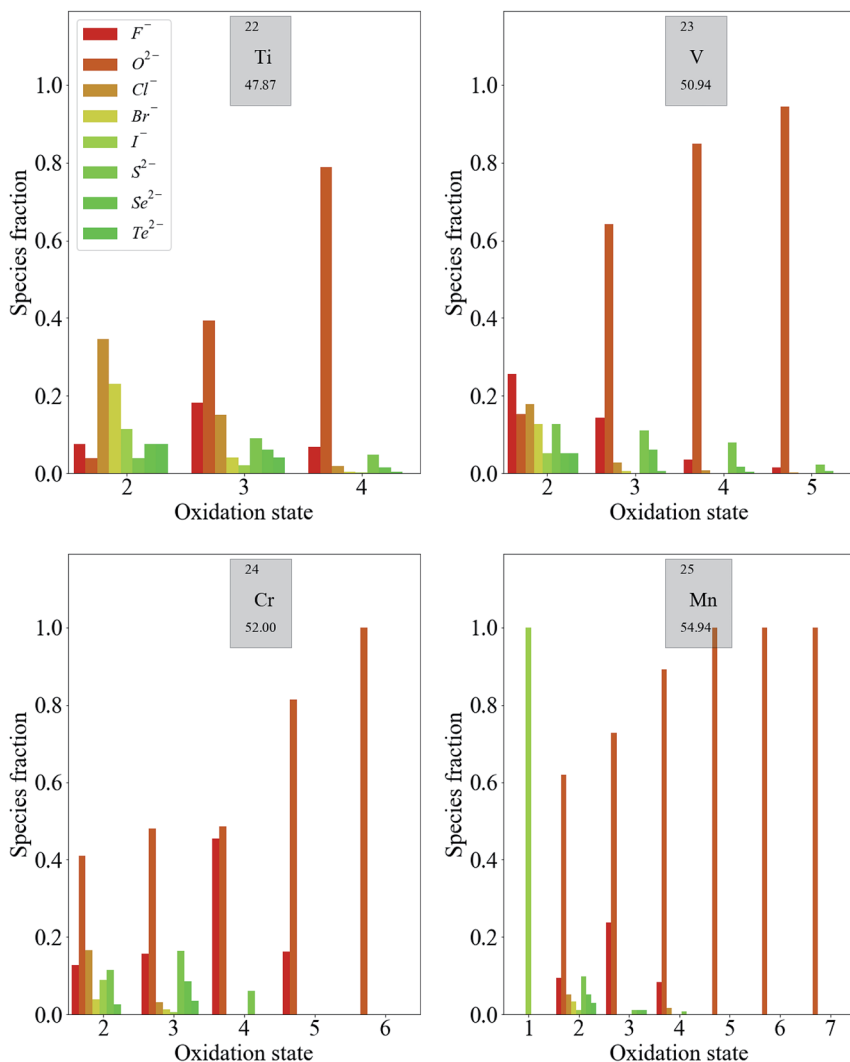 F⁻
O²⁻
Cl⁻
Br⁻
I⁻
S²⁻
Se²⁻
Te²⁻
22
Ti
47.87
Species fraction
1.0
0.8
0.6
0.4
0.2
0.0
2 3 4
Oxidation state
23
V
50.94
Species fraction
1.0
0.8
0.6
0.4
0.2
0.0
2 3 4 5
Oxidation state
24
Cr
52.00
Species fraction
1.0
0.8
0.6
0.4
0.2
0.0
2 3 4 5 6
Oxidation state
25
Mn
54.94
Species fraction
1.0
0.8
0.6
0.4
0.2
0.0
1 2 3 4 5 6 7
Oxidation state